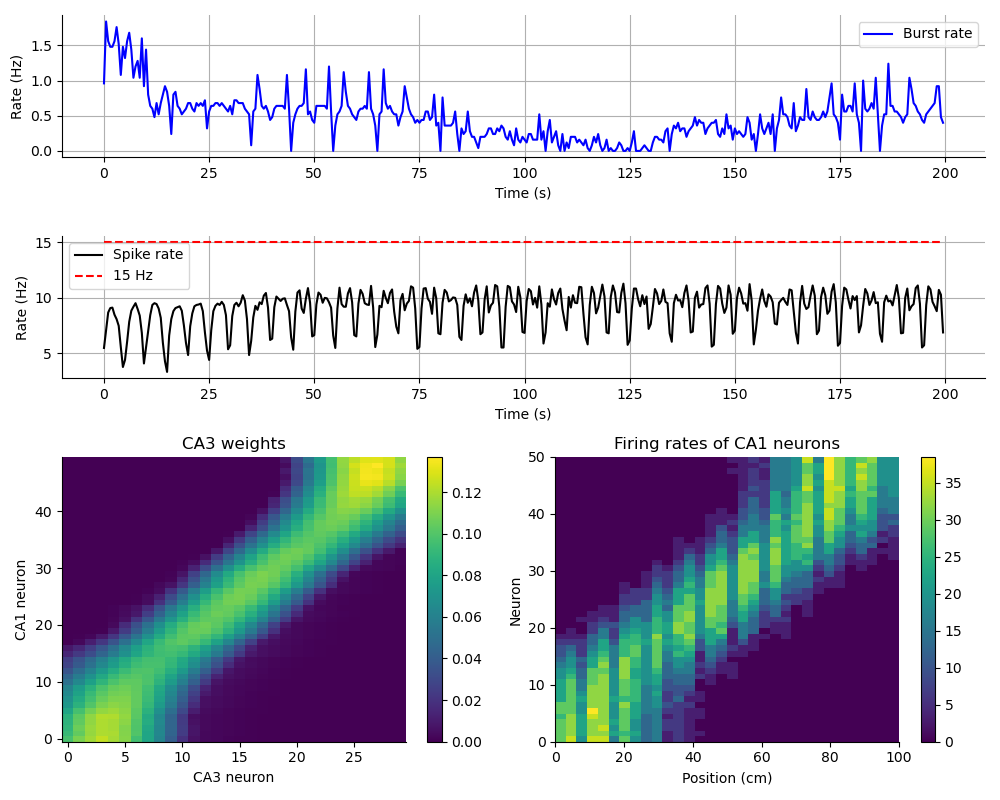 Rate (Hz)
1.5
1.0
0.5
0.0
Burst rate
0 25 50 75 100 125 150 175 200
Time (s)
Rate (Hz)
15
10
5
Spike rate
15 Hz
0 25 50 75 100 125 150 175 200
Time (s)
CA3 weights
CA1 neuron
40
30
20
10
0
0 5 10 15 20 25
CA3 neuron
0.12
0.10
0.08
0.06
0.04
0.02
0.00
Firing rates of CA1 neurons
Neuron
50
40
30
20
10
0
0 20 40 60 80 100
Position (cm)
35
30
25
20
15
10
5
0